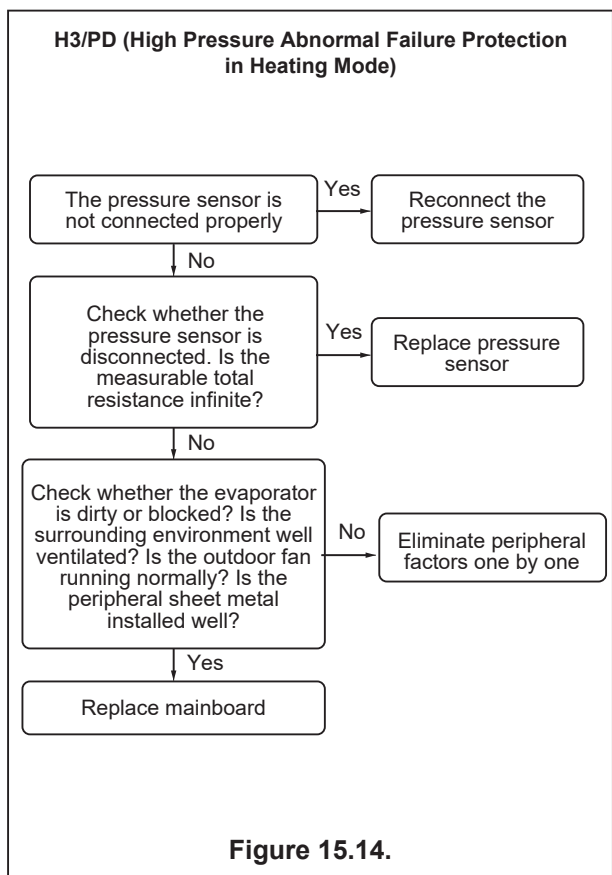 H3/PD (High Pressure Abnormal Failure Protection
in Heating Mode)
The pressure sensor is
not connected properly
Yes
Reconnect the
pressure sensor
No
Check whether the
pressure sensor is
disconnected. Is the
measurable total
resistance infinite?
Yes
Replace pressure
sensor
No
Check whether the evaporator
is dirty or blocked? Is the
surrounding environment well
ventilated? Is the outdoor fan
running normally? Is the
peripheral sheet metal
installed well?
No
Eliminate peripheral
factors one by one
Yes
Replace mainboard
Figure 15.14.